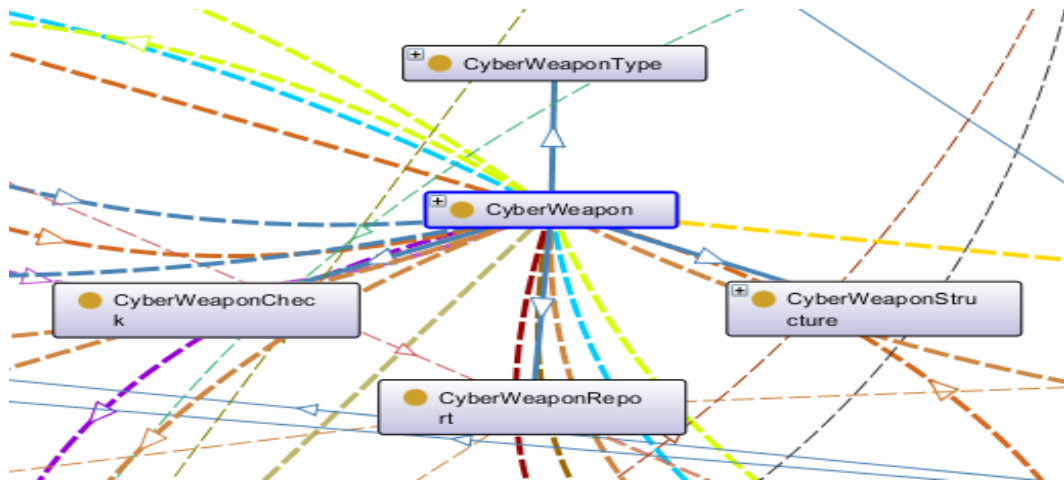 CyberWeaponType
CyberWeapon
CyberWeaponChec
k
CyberWeaponStru
cture
CyberWeaponRepo
rt